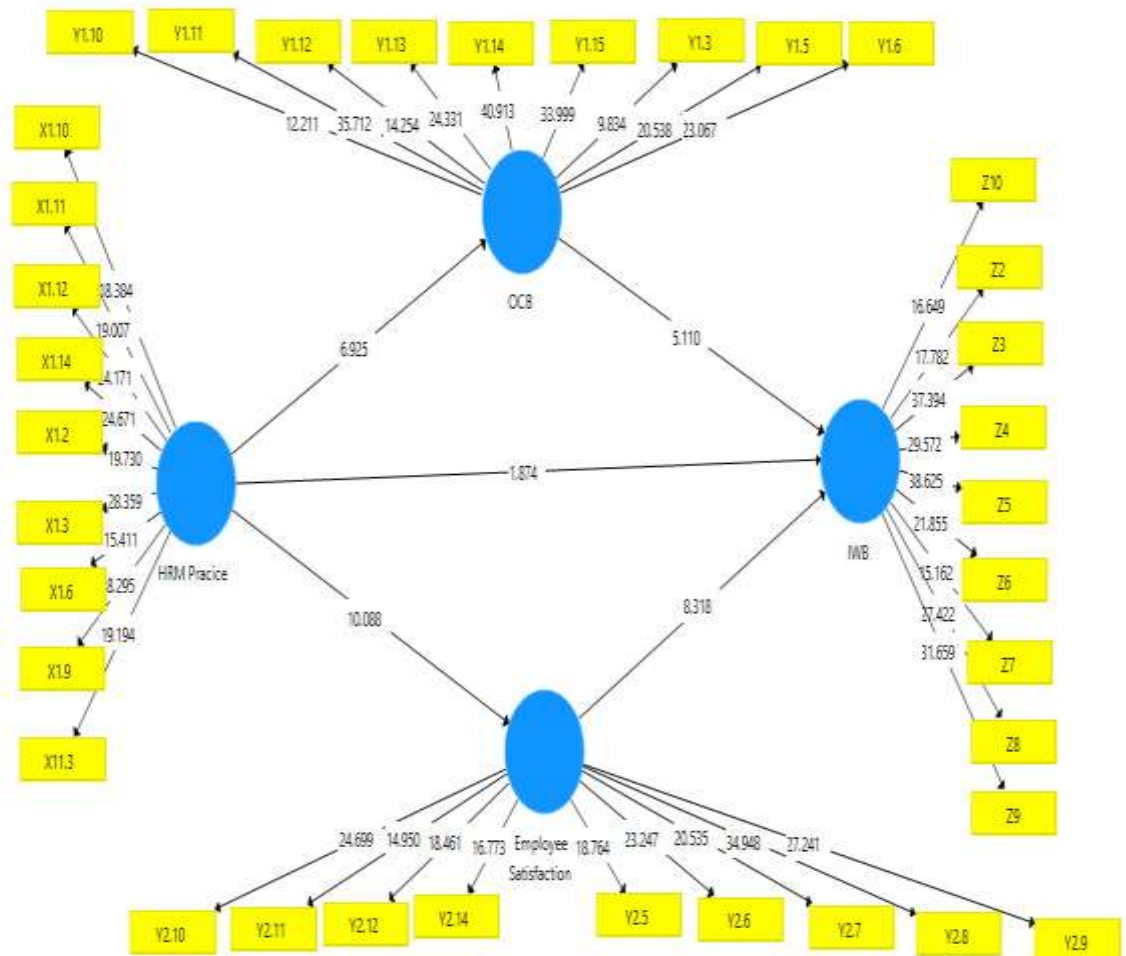 Y1.10
Y1.11
Y1.12
Y1.13
Y1.14
Y1.15
Y1.3
Y1.5
Y1.6
12.211
35.712
14.254
24.331
40.913
33.999
9.834
20.538
23.067
X1.10
X1.11
X1.12
X1.14
X1.2
X1.3
X1.6
X1.9
X11.3
19.007
24.671
19.730
28.359
15.411
19.194
HRM Pracice
OCB
6.925
5.110
1.874
10.088
8.318
IWB
Z10
Z2
Z3
Z4
Z5
Z6
Z7
Z8
Z9
16.649
17.782
37.394
29.572
38.625
21.855
15.162
27.422
31.659
Employee
Satisfaction
24.699
14.950
18.461
16.773
18.764
23.247
20.535
34.948
27.241
Y2.10
Y2.11
Y2.12
Y2.14
Y2.5
Y2.6
Y2.7
Y2.8
Y2.9